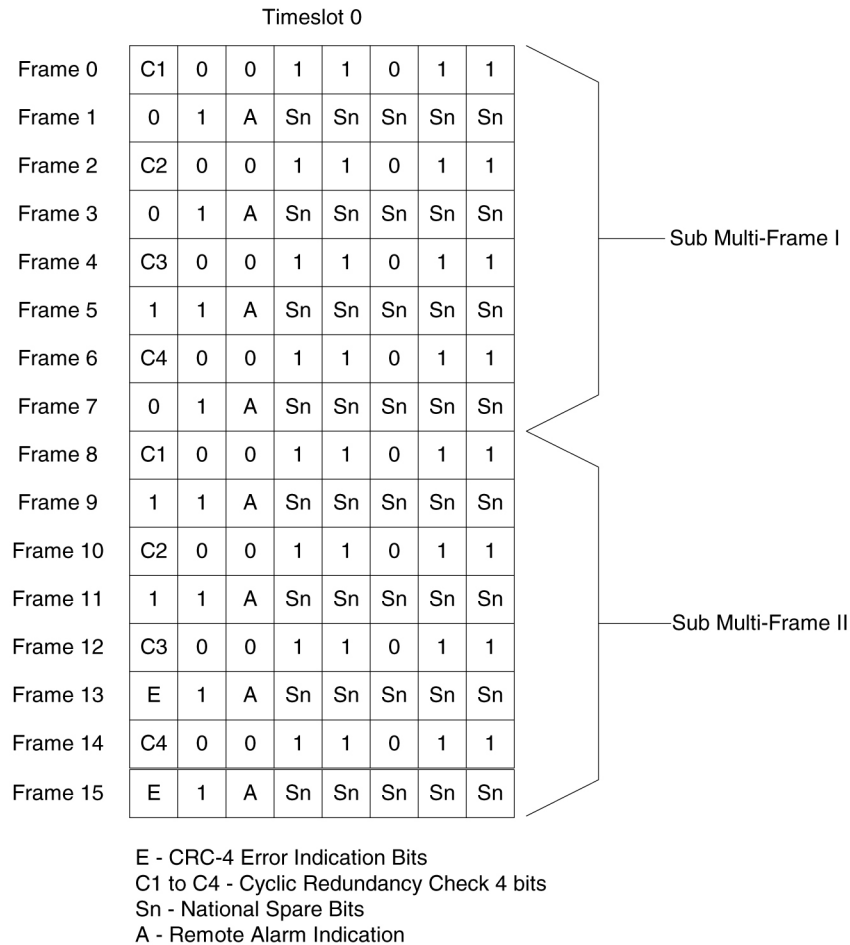 Timeslot 0
Frame 0 C1 0 0 1 1 0 1 1
Frame 1 0 1 A Sn Sn Sn Sn Sn
Frame 2 C2 0 0 1 1 0 1 1
Frame 3 0 1 A Sn Sn Sn Sn Sn
Sub Multi-Frame I
Frame 4 C3 0 0 1 1 0 1 1
Frame 5 1 1 A Sn Sn Sn Sn Sn
Frame 6 C4 0 0 1 1 0 1 1
Frame 7 0 1 A Sn Sn Sn Sn Sn
Frame 8 C1 0 0 1 1 0 1 1
Frame 9 1 1 A Sn Sn Sn Sn Sn
Frame 10 C2 0 0 1 1 0 1 1
Frame 11 1 1 A Sn Sn Sn Sn Sn
Sub Multi-Frame II
Frame 12 C3 0 0 1 1 0 1 1
Frame 13 E 1 A Sn Sn Sn Sn Sn
Frame 14 C4 0 0 1 1 0 1 1
Frame 15 E 1 A Sn Sn Sn Sn Sn
E - CRC-4 Error Indication Bits
C1 to C4 - Cyclic Redundancy Check 4 bits
Sn - National Spare Bits
A - Remote Alarm Indication